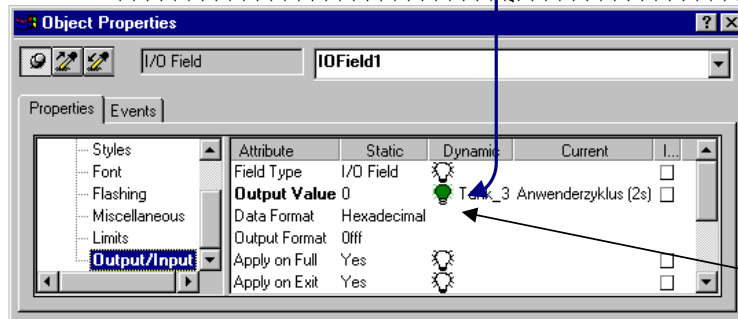 Object Properties
I/O Field IOField1
Properties Events
Styles
Font
Flashing
Miscellaneous
Limits
Output/Input
Attribute Static Dynamic Current I...
Field Type I/O Field
Output Value 0 Tank_3 Anwenderzyklus (2s)
Data Format Hexadecimal
Output Format 0fff
Apply on Full Yes
Apply on Exit Yes